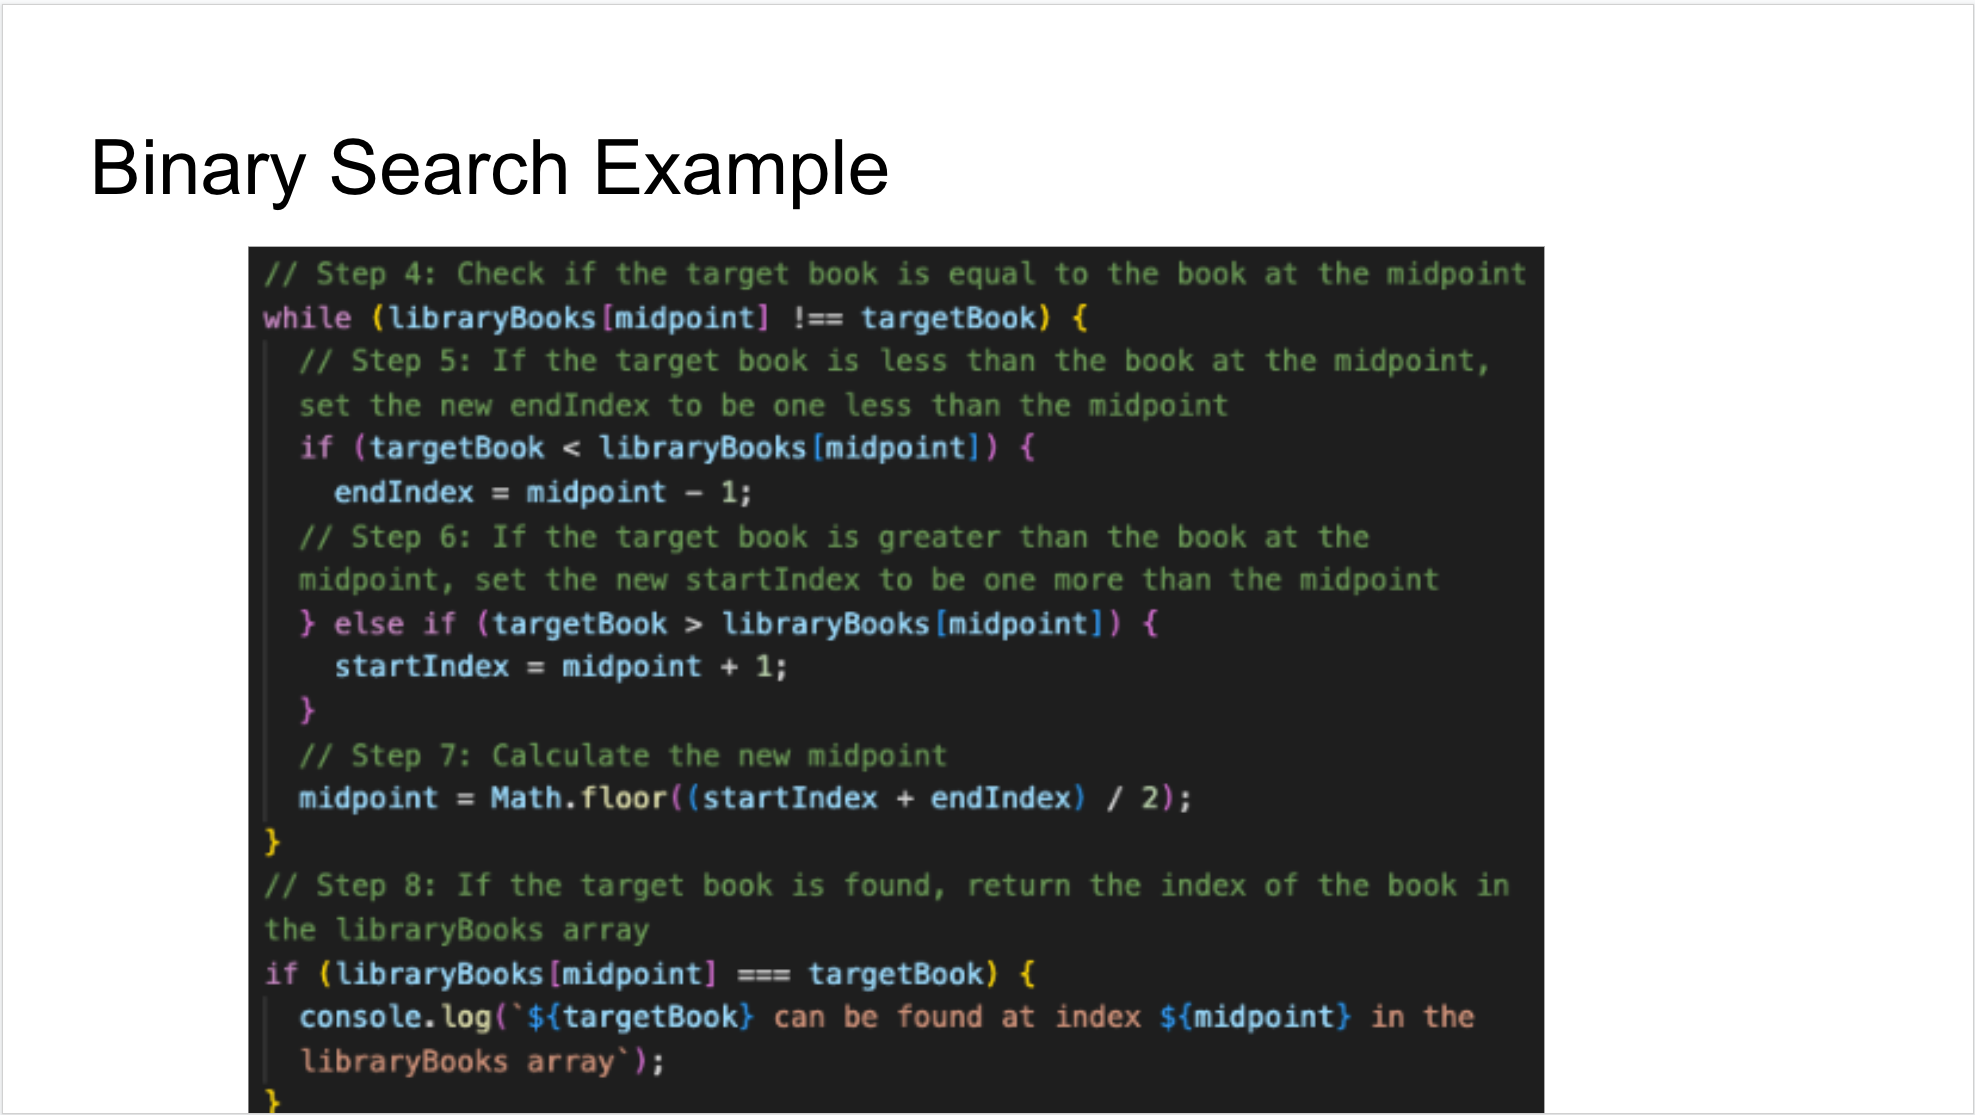 Binary Search Example
// Step 4: Check if the target book is equal to the book at the midpoint
while (libraryBooks[midpoint] !== targetBook) {
// Step 5: If the target book is less than the book at the midpoint,
set the new endIndex to be one less than the midpoint
if (targetBook < libraryBooks[midpoint]) {
endIndex = midpoint - 1;
// Step 6: If the target book is greater than the book at the
midpoint, set the new startIndex to be one more than the midpoint
} else if (targetBook > libraryBooks[midpoint]) {
startIndex = midpoint + 1;
}
// Step 7: Calculate the new midpoint
midpoint = Math.floor((startIndex + endIndex) / 2);
}
// Step 8: If the target book is found, return the index of the book in
the libraryBooks array
if (libraryBooks[midpoint] === targetBook) {
console.log(`${targetBook} can be found at index ${midpoint} in the
libraryBooks array`);
}